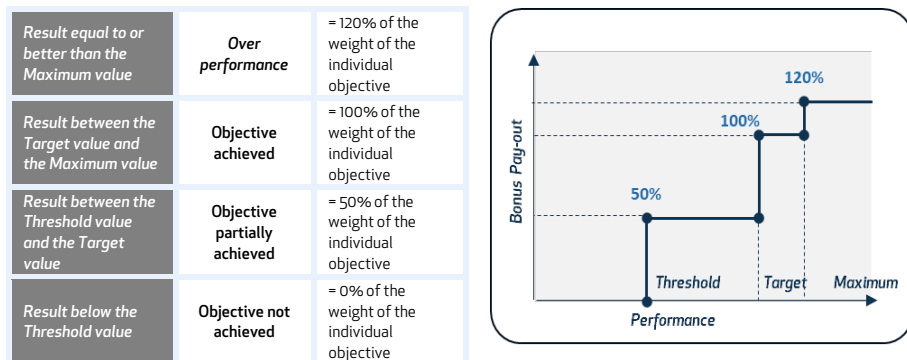 Result equal to or
better than the
Maximum value
Over
performance
= 120% of the
weight of the
individual
objective
Result between the
Target value and
the Maximum value
Objective
achieved
= 100% of the
weight of the
individual
objective
Result between the
Threshold value
and the Target
value
Objective
partially
achieved
= 50% of the
weight of the
individual
objective
Result below the
Threshold value
Objective not
achieved
= 0% of the
weight of the
individual
objective
120%
100%
50%
Bonus Pay-out
Threshold
Target
Maximum
Performance